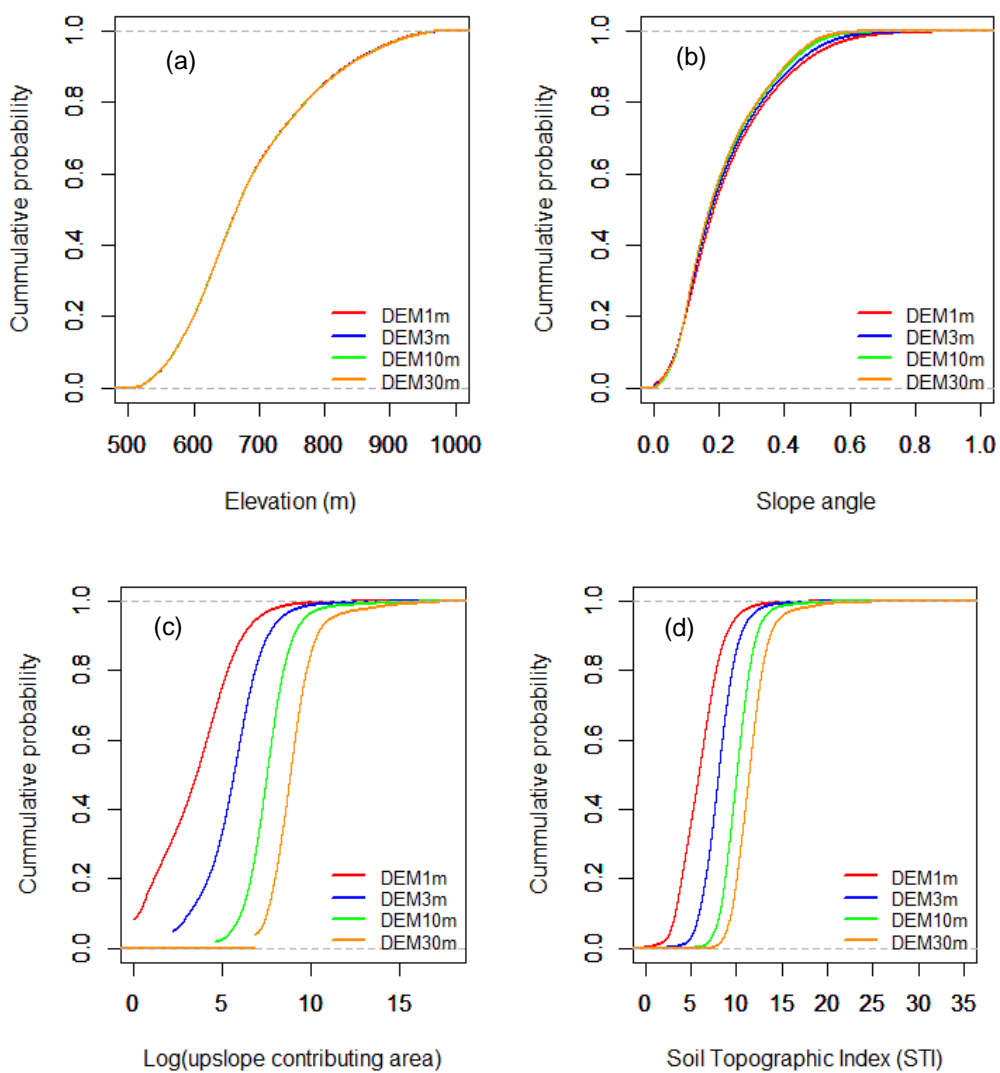 (a)
Cummulative probability
0.0 0.2 0.4 0.6 0.8 1.0
DEM1m
DEM3m
DEM10m
DEM30m
500 600 700 800 900 1000
Elevation (m)
(b)
Cummulative probability
0.0 0.2 0.4 0.6 0.8 1.0
DEM1m
DEM3m
DEM10m
DEM30m
0.0 0.2 0.4 0.6 0.8 1.0
Slope angle
(c)
Cummulative probability
0.0 0.2 0.4 0.6 0.8 1.0
DEM1m
DEM3m
DEM10m
DEM30m
0 5 10 15
Log(upslope contributing area)
(d)
Cummulative probability
0.0 0.2 0.4 0.6 0.8 1.0
DEM1m
DEM3m
DEM10m
DEM30m
0 5 10 15 20 25 30 35
Soil Topographic Index (STI)